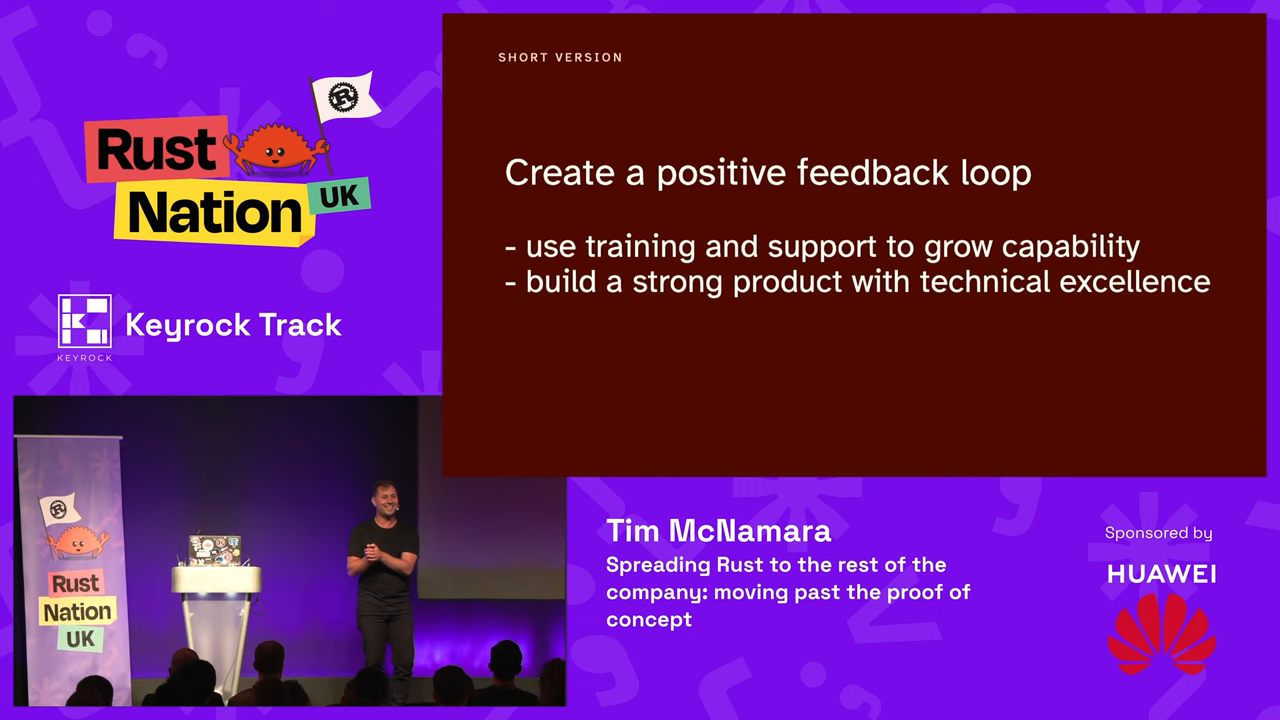 SHORT VERSION
Create a positive feedback loop
- use training and support to grow capability
- build a strong product with technical excellence
R
Rust
Nation
UK
KEYROCK
Keyrock Track
R
Rust
Nation
UK
Tim McNamara
Spreading Rust to the rest of the
company: moving past the proof of
concept
Sponsored by
HUAWEI